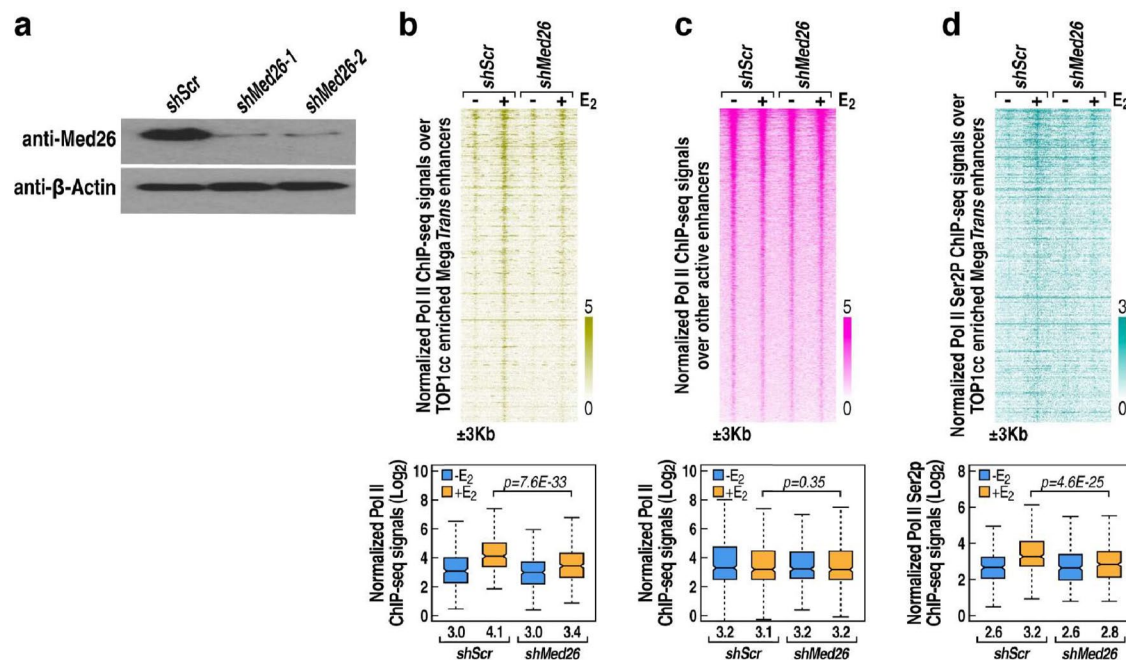 a
shScr
shMed26-1
shMed26-2
anti-Med26
anti-β-Actin
b
shScr
shMed26
- + - + E2
Normalized Pol II ChIP-seq signals over
TOP1cc enriched MegaTrans enhancers
5
0
±3Kb
Normalized Pol II
ChIP-seq signals (Log2)
10
8
6
4
2
0
-E2
+E2
p=7.6E-33
3.0 4.1 3.0 3.4
shScr shMed26
c
shScr
shMed26
- + - + E2
Normalized Pol II ChIP-seq signals
over other active enhancers
5
0
±3Kb
Normalized Pol II
ChIP-seq signals (Log2)
10
8
6
4
2
0
-E2
+E2
p=0.35
3.2 3.1 3.2 3.2
shScr shMed26
d
shScr
shMed26
- + - + E2
Normalized Pol II Ser2P ChIP-seq signals over
TOP1cc enriched MegaTrans enhancers
3
0
±3Kb
Normalized Pol II Ser2p
ChIP-seq signals (Log2)
8
6
4
2
0
-E2
+E2
p=4.6E-25
2.6 3.2 2.6 2.8
shScr shMed26